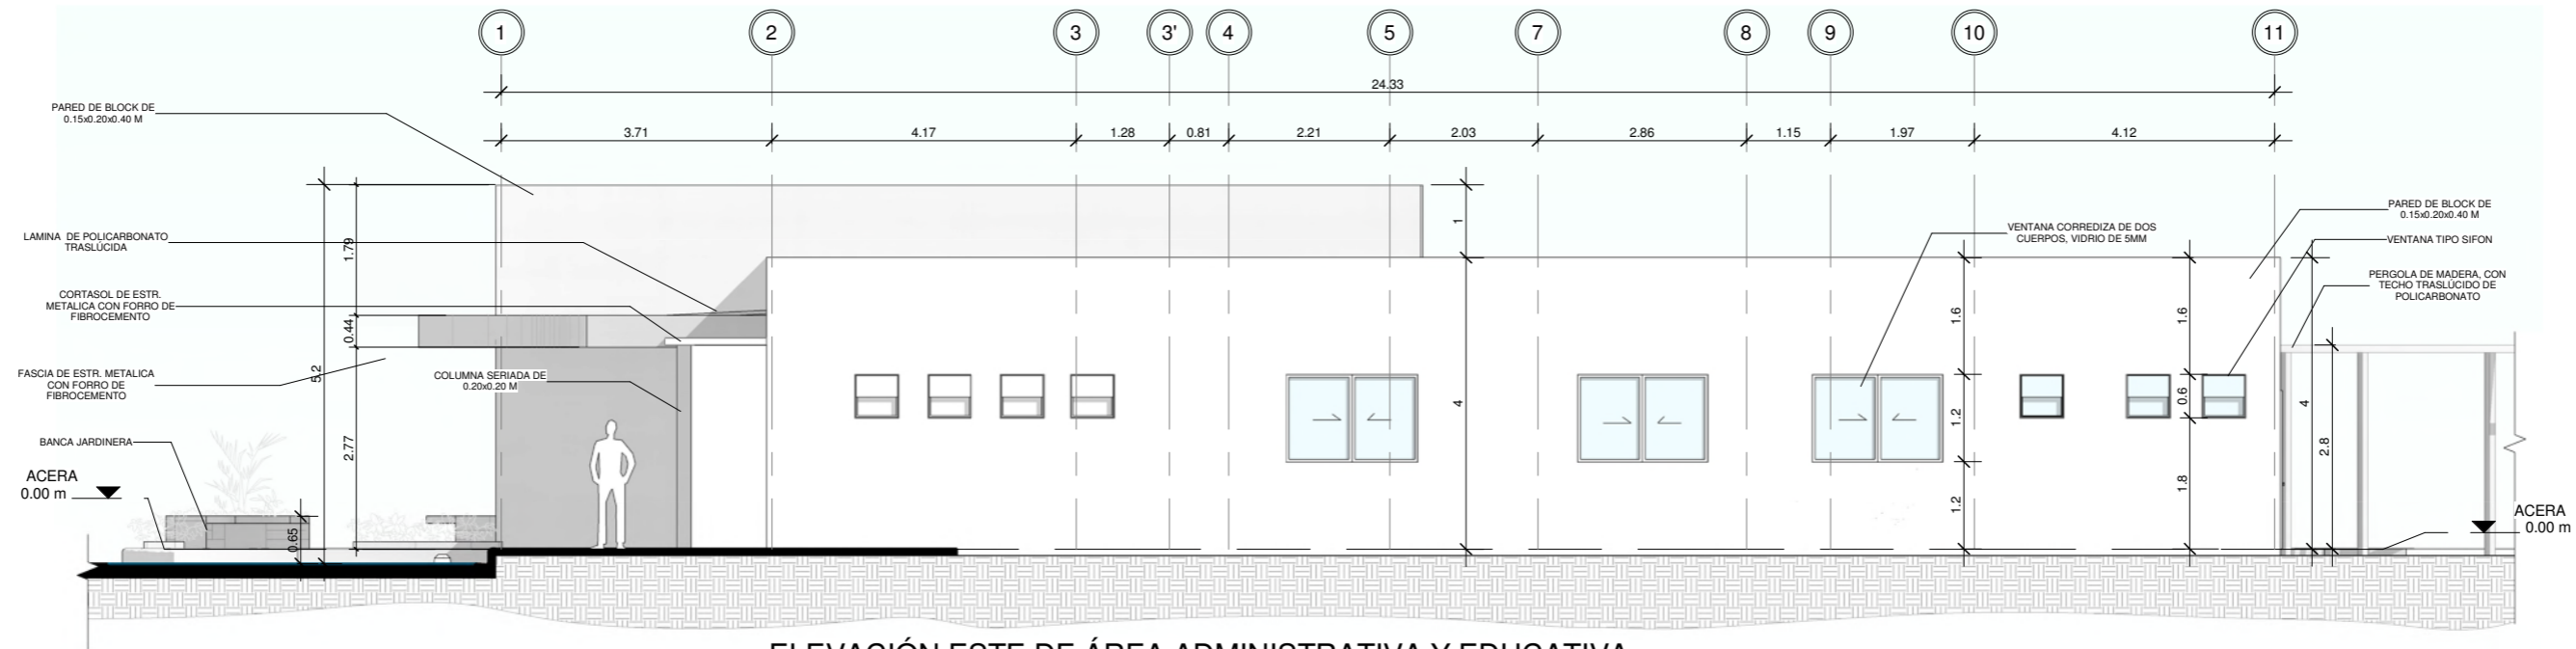 1 2 3 3' 4 5 7 8 9 10 11
24.33
3.71 4.17 1.28 0.81 2.21 2.03 2.86 1.15 1.97 4.12
PARED DE BLOCK DE
0.15x0.20x0.40 M
LAMINA DE POLICARBONATO
TRASLÚCIDA
CORTASOL DE ESTR.
METALICA CON FORRO DE
FIBROCEMENTO
FASCIA DE ESTR. METALICA
CON FORRO DE
FIBROCEMENTO
BANCA JARDINERA
ACERA
0.00 m
5.2
1.79
0.44
2.77
0.65
COLUMNA SERIADA DE
0.20x0.20 M
1
4
VENTANA CORREDIZA DE DOS
CUERPOS, VIDRIO DE 5MM
1.6
1.2
1.2
1.6
0.6
1.8
4
2.8
PARED DE BLOCK DE
0.15x0.20x0.40 M
VENTANA TIPO SIFON
PERGOLA DE MADERA, CON
TECHO TRASLÚCIDO DE
POLICARBONATO
ACERA
0.00 m
ELEVACIÓN ESTE DE ÁREA ADMINISTRATIVA Y EDUCATIVA